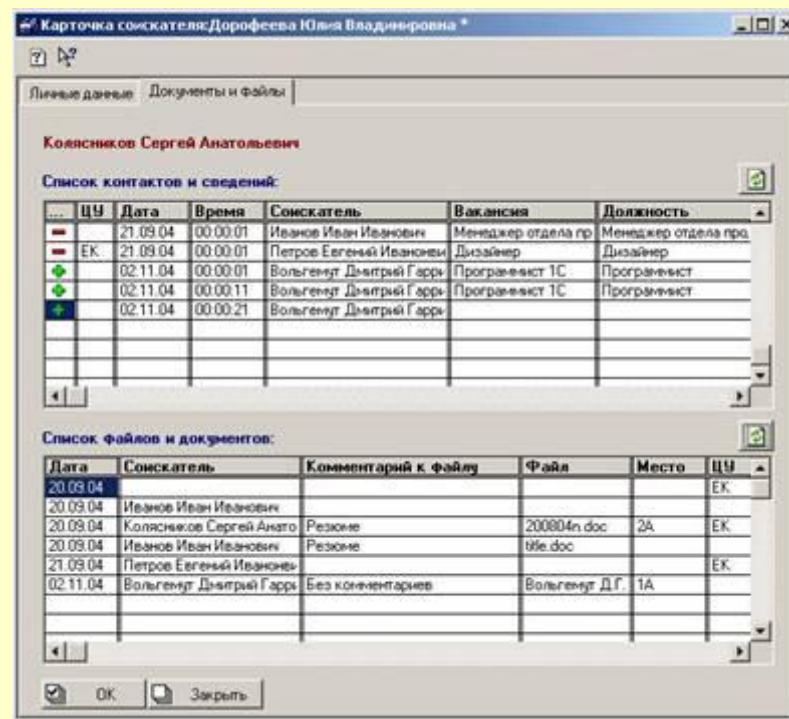 Карточка соискателя:Дорофеева Юлия Владимировна *
Личные данные Документы и файлы
Колясников Сергей Анатольевич
Список контактов и сведений:
... ЦУ Дата Время Соискатель Вакансия Должность
21.09.04 00:00:01 Иванов Иван Иванович Менеджер отдела пр Менеджер отдела про
ЕК 21.09.04 00:00:01 Петров Евгений Иванонви Дизайнер Дизайнер
02.11.04 00:00:01 Вольгемут Дмитрий Гарри Программист 1С Программист
02.11.04 00:00:11 Вольгемут Дмитрий Гарри Программист 1С Программист
02.11.04 00:00:21 Вольгемут Дмитрий Гарри
Список файлов и документов:
Дата Соискатель Комментарий к файлу Файл Место ЦУ
20.09.04 ЕК
20.09.04 Иванов Иван Иванович
20.09.04 Колясников Сергей Анато Резюме 200804n.doc 2А ЕК
20.09.04 Иванов Иван Иванович Резюме title.doc
21.09.04 Петров Евгений Иванонви ЕК
02.11.04 Вольгемут Дмитрий Гарри Без комментариев Вольгемут Д.Г. 1А
ОК Закрыть